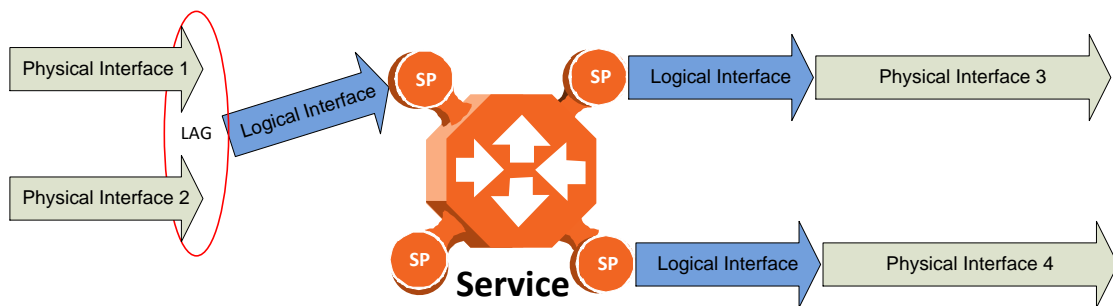 Physical Interface 1
LAG
Logical Interface
SP
SP
Logical Interface
Physical Interface 3
Physical Interface 2
SP
Service
SP
Logical Interface
Physical Interface 4